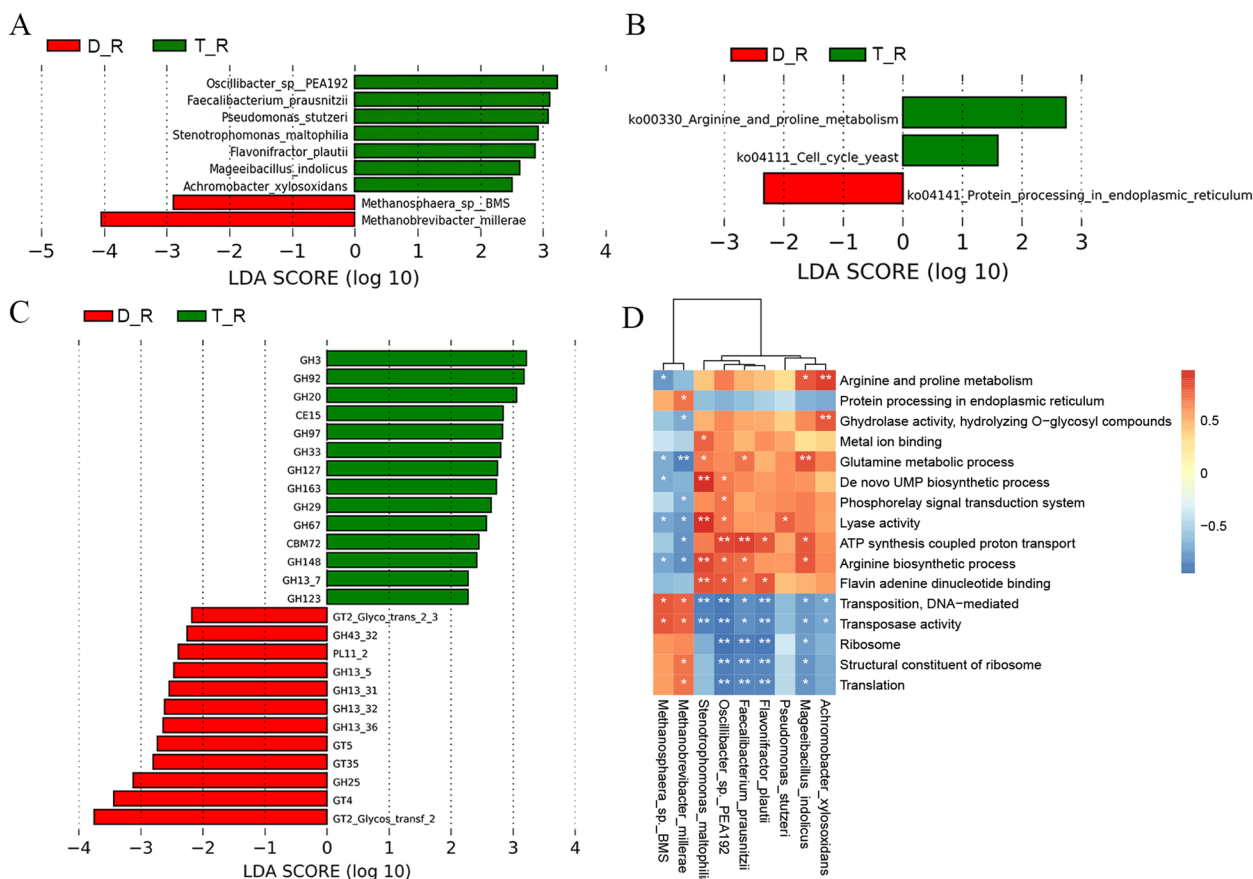 A
D_R
T_R
Oscillibacter_sp__PEA192
Faecalibacterium_prausnitzii
Pseudomonas_stutzeri
Stenotrophomonas_maltophilia
Flavonifractor_plautii
Mageeibacillus_indolicus
Achromobacter_xylosoxidans
Methanosphaera_sp__BMS
Methanobrevibacter_millerae
−5 −4 −3 −2 −1 0 1 2 3 4
LDA SCORE (log 10)
B
D_R
T_R
ko00330_Arginine_and_proline_metabolism
ko04111_Cell_cycle_yeast
ko04141_Protein_processing_in_endoplasmic_reticulum
−3 −2 −1 0 1 2 3
LDA SCORE (log 10)
C
D_R
T_R
GH3
GH92
GH20
CE15
GH97
GH33
GH127
GH163
GH29
GH67
CBM72
GH148
GH13_7
GH123
GT2_Glyco_trans_2_3
GH43_32
PL11_2
GH13_5
GH13_31
GH13_32
GH13_36
GT5
GT35
GH25
GT4
GT2_Glycos_transf_2
−4 −3 −2 −1 0 1 2 3 4
LDA SCORE (log 10)
D
* * ** Arginine and proline metabolism
* Protein processing in endoplasmic reticulum
* ** Ghydrolase activity, hydrolyzing O−glycosyl compounds
* Metal ion binding
* ** * * ** Glutamine metabolic process
* ** * De novo UMP biosynthetic process
* * Phosphorelay signal transduction system
* * ** * * Lyase activity
* ** ** * * ATP synthesis coupled proton transport
* * ** * * * Arginine biosynthetic process
** * * * Flavin adenine dinucleotide binding
* * ** ** * ** * * Transposition, DNA−mediated
* * ** ** * ** * * Transposase activity
** ** ** * Ribosome
* ** ** ** * Structural constituent of ribosome
* ** ** ** * Translation
Methanosphaera_sp._BMS
Methanobrevibacter_millerae
Stenotrophomonas_maltophilia
Oscillibacter_sp._PEA192
Faecalibacterium_prausnitzii
Flavonifractor_plautii
Pseudomonas_stutzeri
Mageeibacillus_indolicus
Achromobacter_xylosoxidans
0.5
0
−0.5